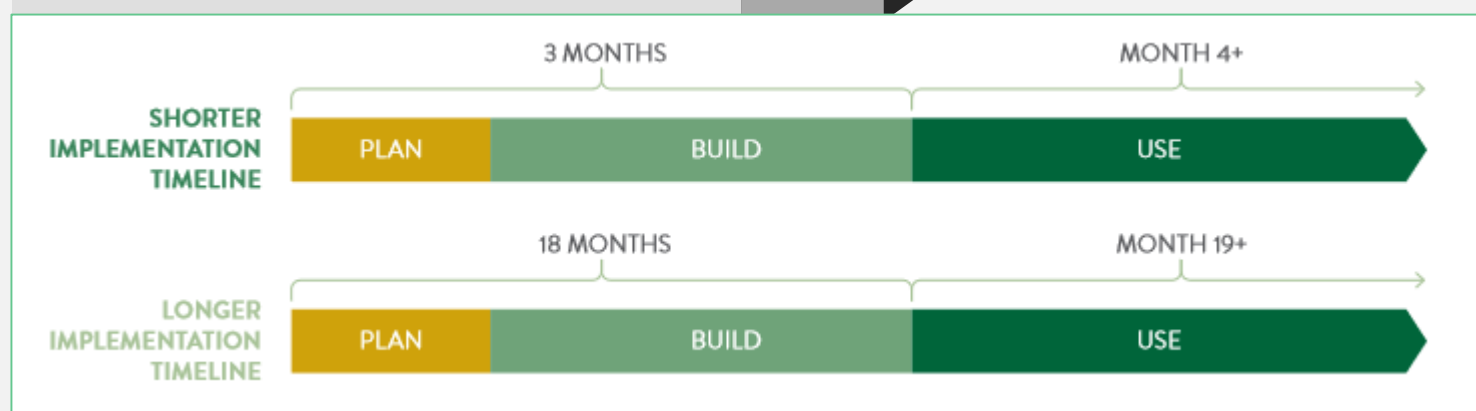 3 MONTHS
MONTH 4+
SHORTER
IMPLEMENTATION
TIMELINE
PLAN
BUILD
USE
18 MONTHS
MONTH 19+
LONGER
IMPLEMENTATION
TIMELINE
PLAN
BUILD
USE